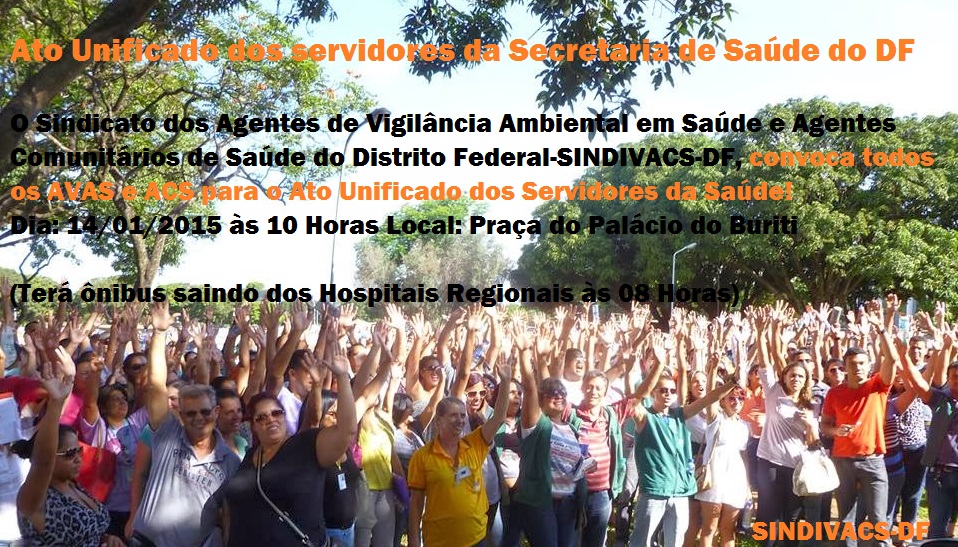 Ato Unificado dos servidores da Secretaria de Saúde do DF
O Sindicato dos Agentes de Vigilância Ambiental em Saúde e Agentes
Comunitários de Saúde do Distrito Federal-SINDIVACS-DF, convoca todos
os AVAS e ACS para o Ato Unificado dos Servidores da Saúde!
Dia: 14/01/2015 às 10 Horas Local: Praça do Palácio do Buriti
(Terá ônibus saindo dos Hospitais Regionais às 08 Horas)
SINDIVACS-DF